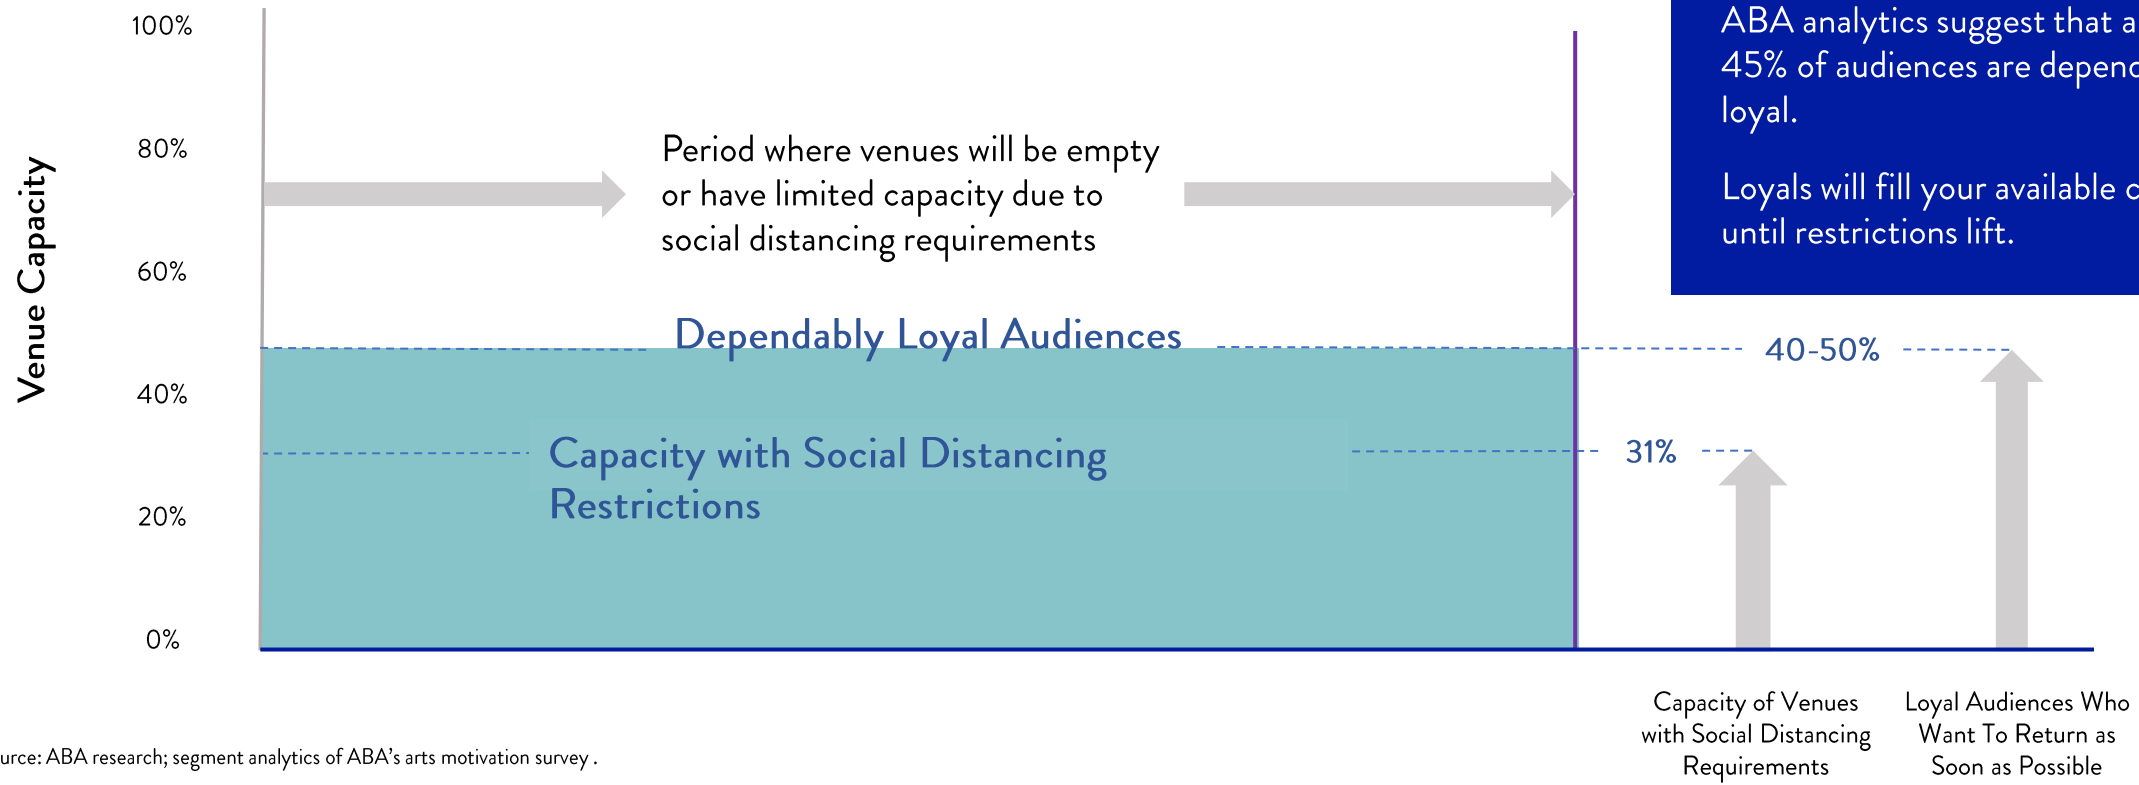 100%
80%
60%
40%
20%
0%
Venue Capacity
Period where venues will be empty
or have limited capacity due to
social distancing requirements
Dependably Loyal Audiences
Capacity with Social Distancing
Restrictions
40-50%
31%
ABA analytics suggest that a
45% of audiences are
loyal.
Loyals will fill your available
until restrictions lift.
Capacity of Venues
with Social Distancing
Requirements
Loyal Audiences Who
Want To Return as
Soon as Possible
ABA research; segment analytics of ABA’s arts motivation survey .